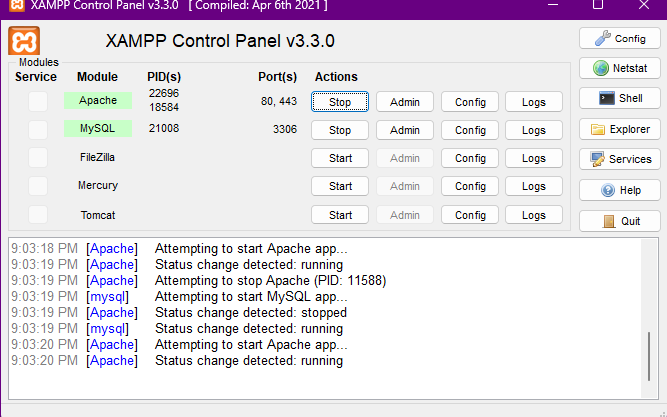 XAMPP Control Panel v3.3.0 [ Compiled: Apr 6th 2021 ]
XAMPP Control Panel v3.3.0
Config
Modules
Service Module PID(s) Port(s) Actions
Netstat
Apache 22696 18584 80, 443 Stop Admin Config Logs
Shell
MySQL 21008 3306 Stop Admin Config Logs
Explorer
FileZilla Start Admin Config Logs
Services
Mercury Start Admin Config Logs
Help
Tomcat Start Admin Config Logs
Quit
9:03:18 PM [Apache] Attempting to start Apache app...
9:03:19 PM [Apache] Status change detected: running
9:03:19 PM [Apache] Attempting to stop Apache (PID: 11588)
9:03:19 PM [mysql] Attempting to start MySQL app...
9:03:19 PM [Apache] Status change detected: stopped
9:03:19 PM [mysql] Status change detected: running
9:03:20 PM [Apache] Attempting to start Apache app...
9:03:20 PM [Apache] Status change detected: running